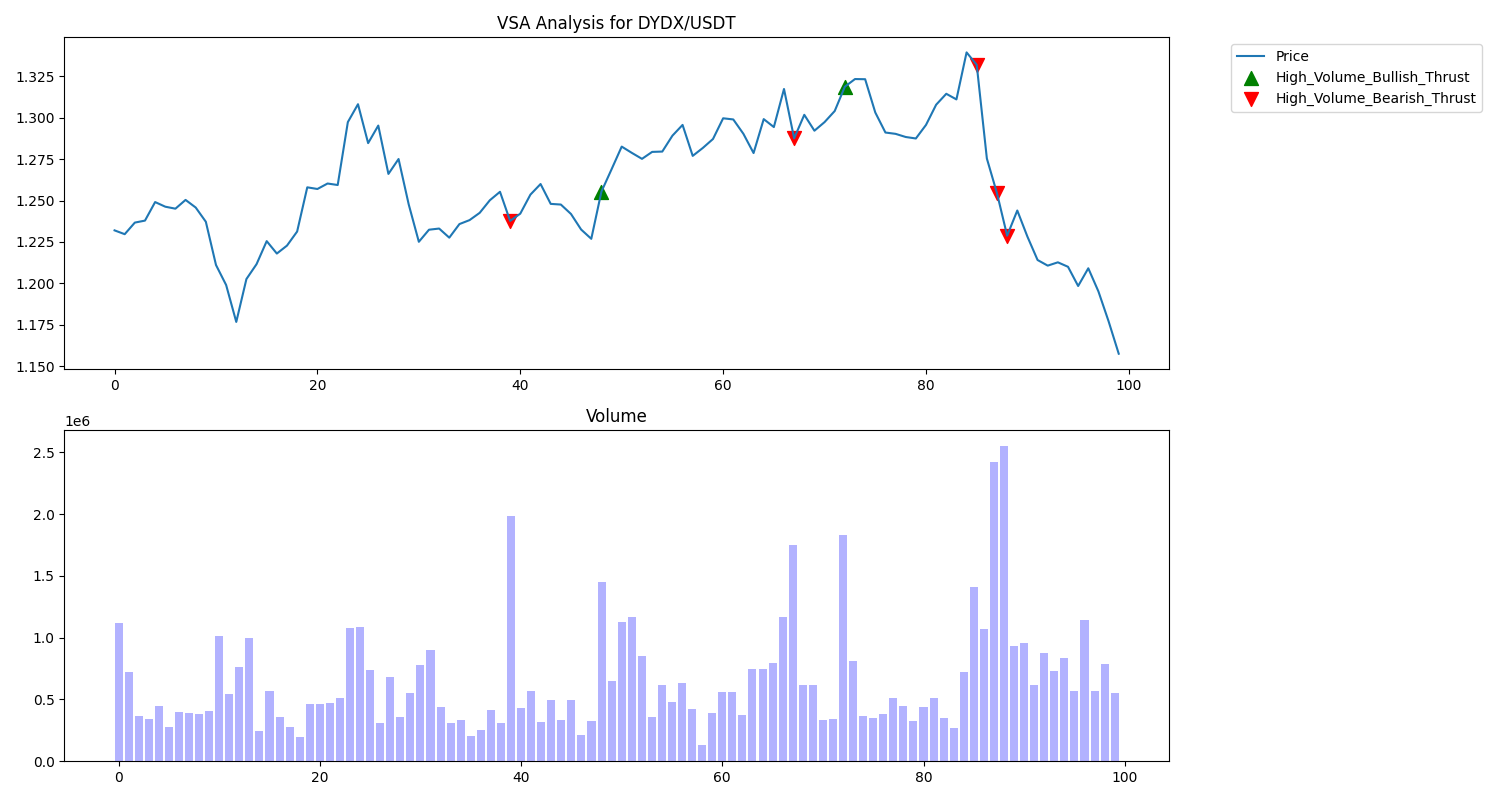 VSA Analysis for DYDX/USDT
1.325
1.300
1.275
1.250
1.225
1.200
1.175
1.150
0 20 40 60 80 100
Price
High_Volume_Bullish_Thrust
High_Volume_Bearish_Thrust
Volume
1e6
2.5
2.0
1.5
1.0
0.5
0.0
0 20 40 60 80 100